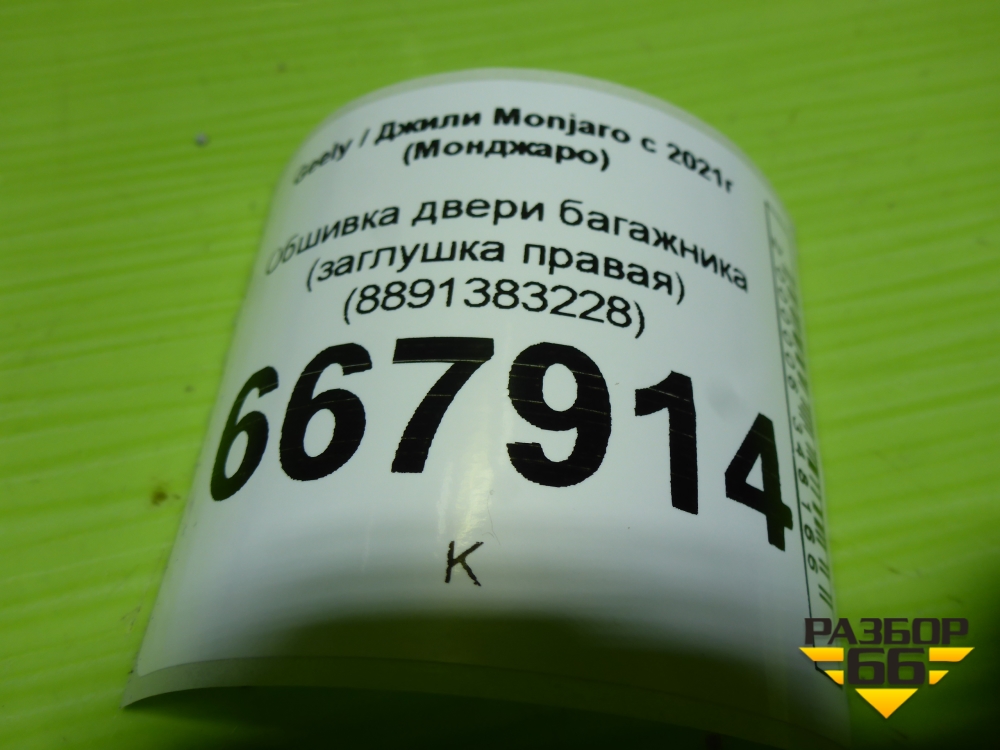 Geely / Джили Monjaro с 2021г
(Монджаро)
Обшивка двери багажника
(заглушка правая)
(8891383228)
667914
К
РАЗБОР
66